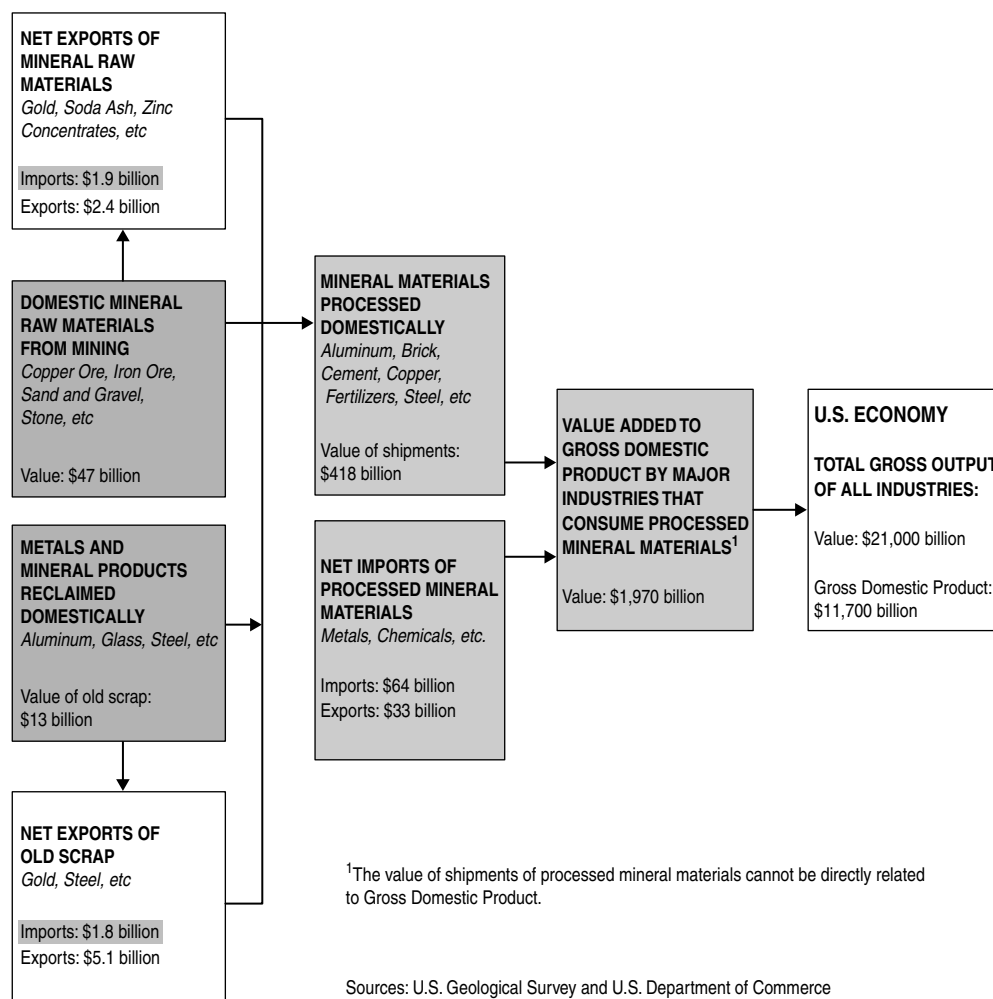 NET EXPORTS OF
MINERAL RAW
MATERIALS
Gold, Soda Ash, Zinc
Concentrates, etc
Imports: $1.9 billion
Exports: $2.4 billion
DOMESTIC MINERAL
RAW MATERIALS
FROM MINING
Copper Ore, Iron Ore,
Sand and Gravel,
Stone, etc
Value: $47 billion
METALS AND
MINERAL PRODUCTS
RECLAIMED
DOMESTICALLY
Aluminum, Glass, Steel, etc
Value of old scrap:
$13 billion
NET EXPORTS OF
OLD SCRAP
Gold, Steel, etc
Imports: $1.8 billion
Exports: $5.1 billion
MINERAL MATERIALS
PROCESSED
DOMESTICALLY
Aluminum, Brick,
Cement, Copper,
Fertilizers, Steel, etc
Value of shipments:
$418 billion
NET IMPORTS OF
PROCESSED MINERAL
MATERIALS
Metals, Chemicals, etc.
Imports: $64 billion
Exports: $33 billion
VALUE ADDED TO
GROSS DOMESTIC
PRODUCT BY MAJOR
INDUSTRIES THAT
CONSUME PROCESSED
MINERAL MATERIALS¹
Value: $1,970 billion
U.S. ECONOMY
TOTAL GROSS OUTPUT
OF ALL INDUSTRIES:
Value: $21,000 billion
Gross Domestic Product:
$11,700 billion
¹The value of shipments of processed mineral materials cannot be directly related
to Gross Domestic Product.
Sources: U.S. Geological Survey and U.S. Department of Commerce